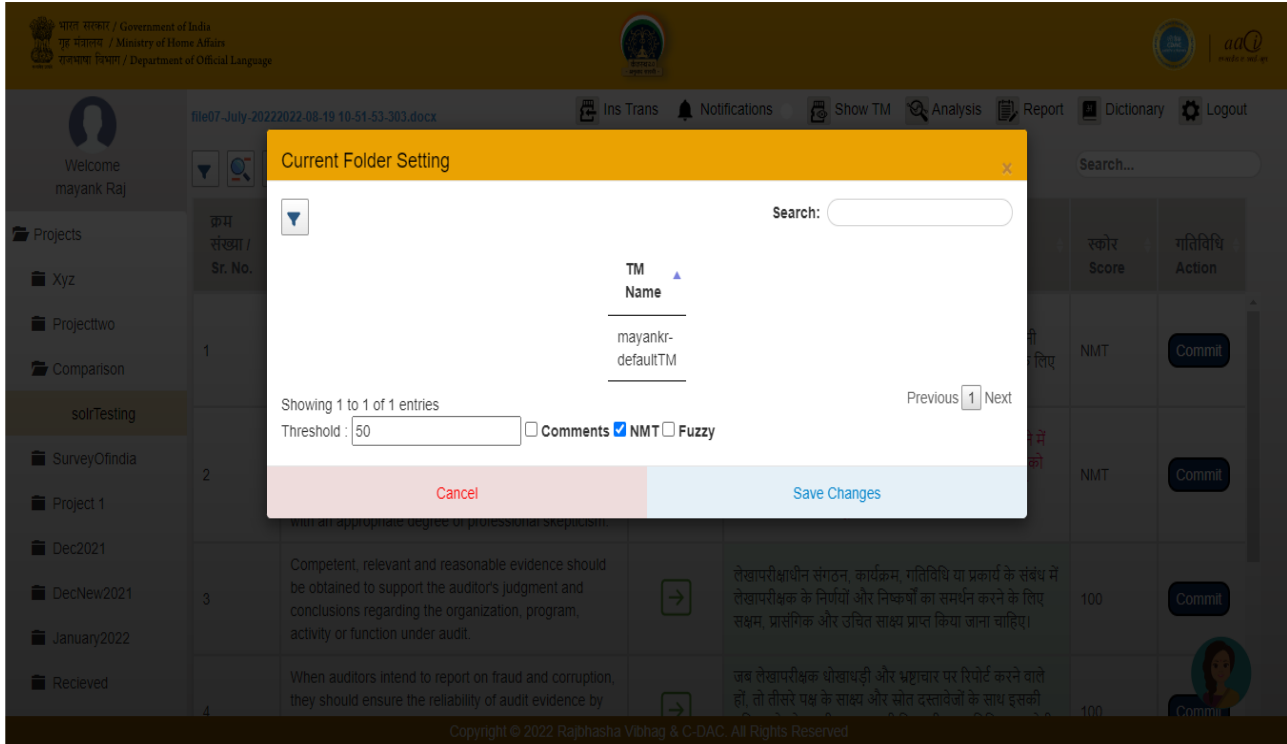 भारत सरकार / Government of India
गृह मंत्रालय / Ministry of Home Affairs
राजभाषा विभाग / Department of Official Language
aaQ
file07-July-20222022-08-19 10-51-53-303.docx
Ins Trans Notifications Show TM Analysis Report Dictionary Logout
Welcome
mayank Raj
Search...
Current Folder Setting x
Search:
TM
Name
mayankr-
defaultTM
Showing 1 to 1 of 1 entries
Previous 1 Next
Threshold : 50 Comments NMT Fuzzy
Cancel Save Changes
Projects
Xyz
Projecttwo
Comparison
solrTesting
SurveyOfindia
Project 1
Dec2021
DecNew2021
January2022
Recieved
क्रम
संख्या /
Sr. No.
स्कोर
Score
गतिविधि
Action
1
लिए
NMT
Commit
2
with an appropriate degree of professional skepticism.
में
को
NMT
Commit
3
Competent, relevant and reasonable evidence should
be obtained to support the auditor's judgment and
conclusions regarding the organization, program,
activity or function under audit.
लेखापरीक्षाधीन संगठन, कार्यक्रम, गतिविधि या प्रकार्य के संबंध में
लेखापरीक्षक के निर्णयों और निष्कर्षों का समर्थन करने के लिए
सक्षम, प्रासंगिक और उचित साक्ष्य प्राप्त किया जाना चाहिए।
100
Commit
4
When auditors intend to report on fraud and corruption,
they should ensure the reliability of audit evidence by
जब लेखापरीक्षक धोखाधड़ी और भ्रष्टाचार पर रिपोर्ट करने वाले
हों, तो तीसरे पक्ष के साक्ष्य और स्रोत दस्तावेजों के साथ इसकी
100
Commit
Copyright © 2022 Rajbhasha Vibhag & C-DAC. All Rights Reserved